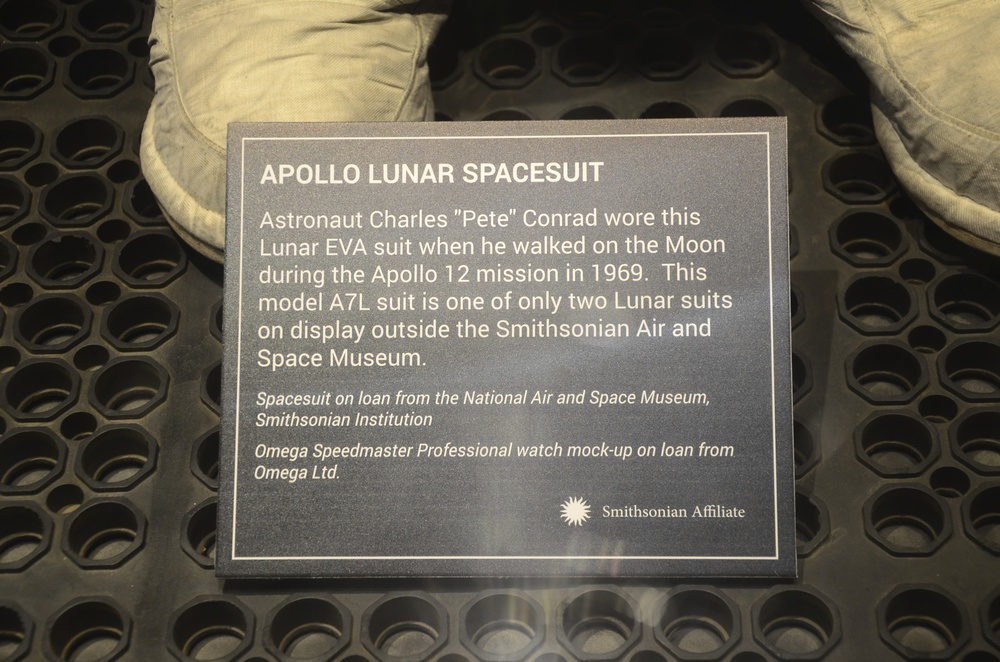 APOLLO LUNAR SPACESUIT
Astronaut Charles "Pete" Conrad wore this
Lunar EVA suit when he walked on the Moon
during the Apollo 12 mission in 1969.  This
model A7L suit is one of only two Lunar suits
on display outside the Smithsonian Air and
Space Museum.
Spacesuit on loan from the National Air and Space Museum,
Smithsonian Institution
Omega Speedmaster Professional watch mock-up on loan from
Omega Ltd.
Smithsonian Affiliate